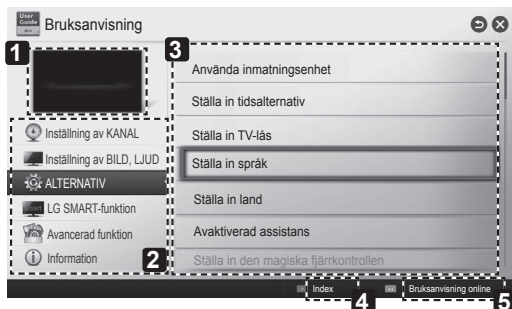 User
Guide
Bruksanvisning
1
3
Använda inmatningsenhet
Ställa in tidsalternativ
Ställa in TV-lås
Ställa in språk
Ställa in land
Avaktiverad assistans
Ställa in den magiska fjärrkontrollen
Inställning av KANAL
Inställning av BILD, LJUD
ALTERNATIV
LG SMART-funktion
Avancerad funktion
Information
2
Index
4
Bruksanvisning online
5